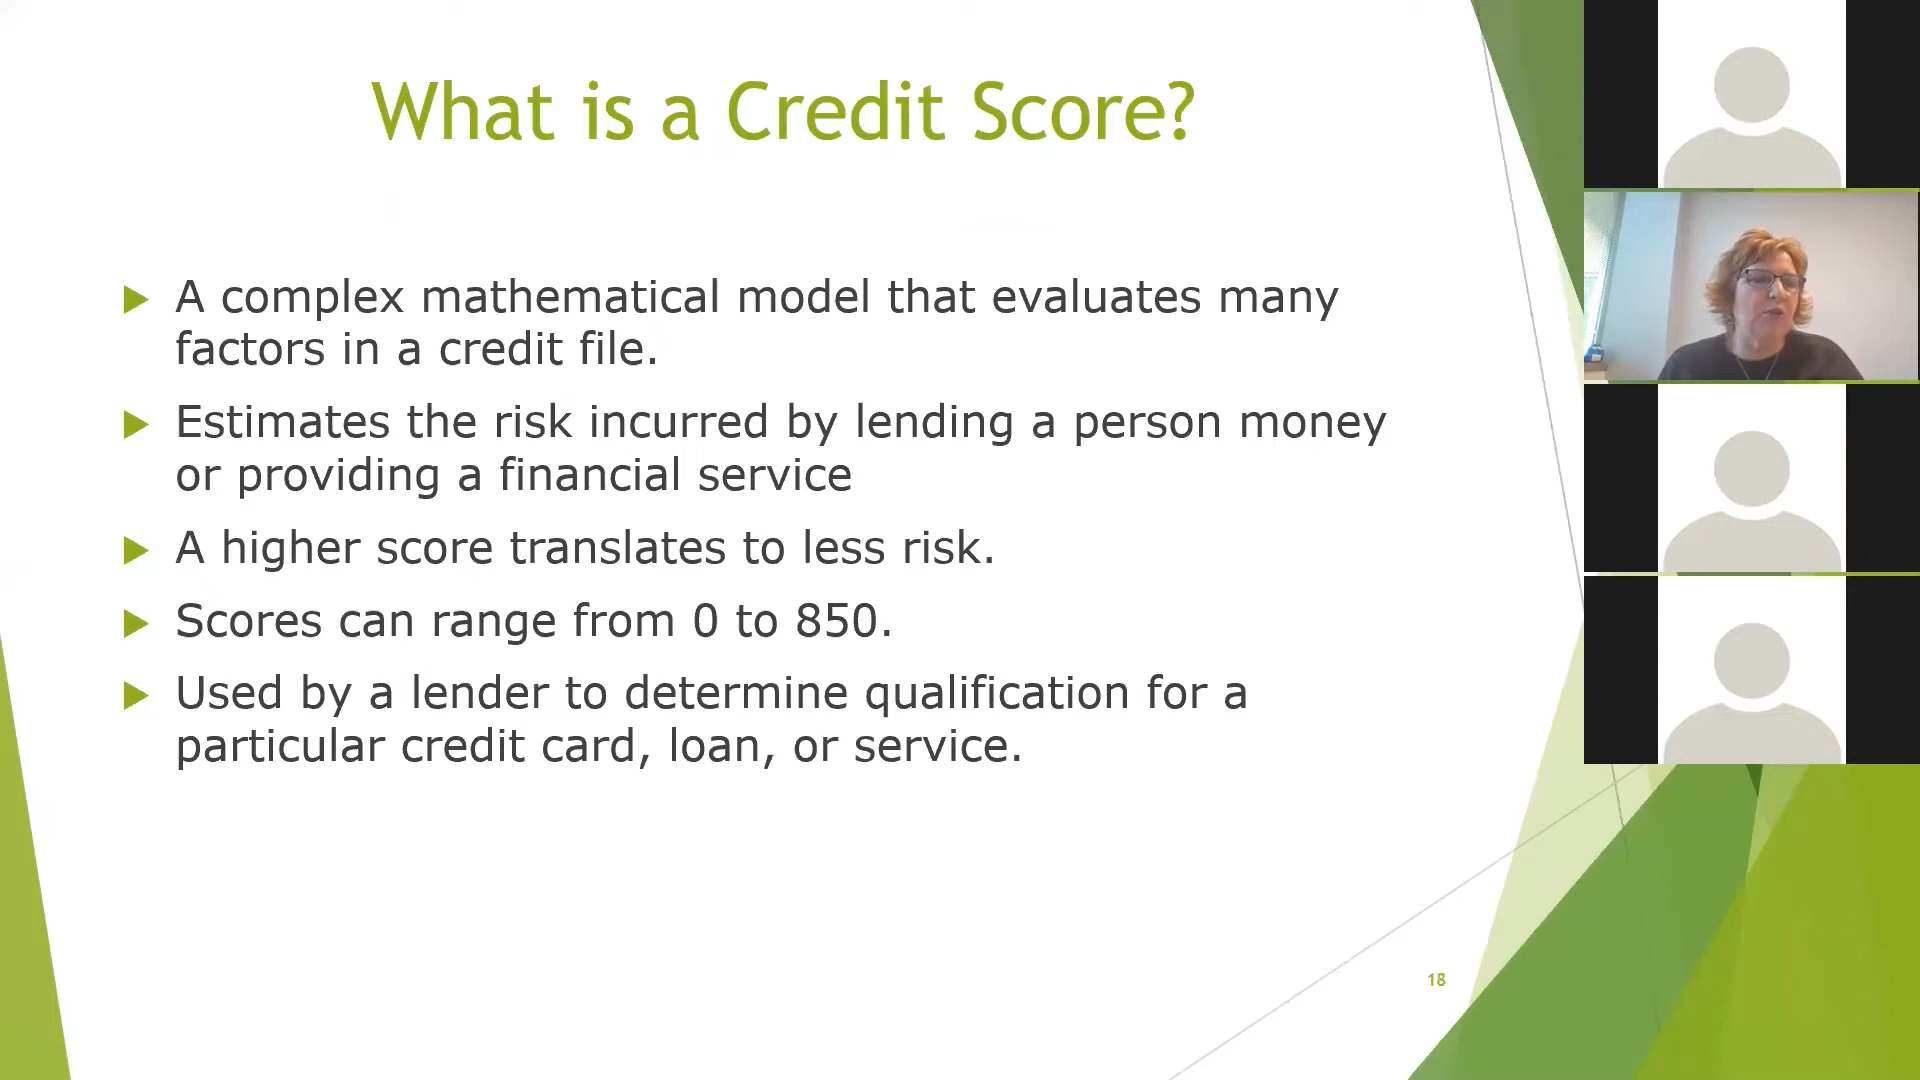 What is a Credit Score?
A complex mathematical model that evaluates many
factors in a credit file.
Estimates the risk incurred by lending a person money
or providing a financial service
A higher score translates to less risk.
Scores can range from 0 to 850.
Used by a lender to determine qualification for a
particular credit card, loan, or service.
18